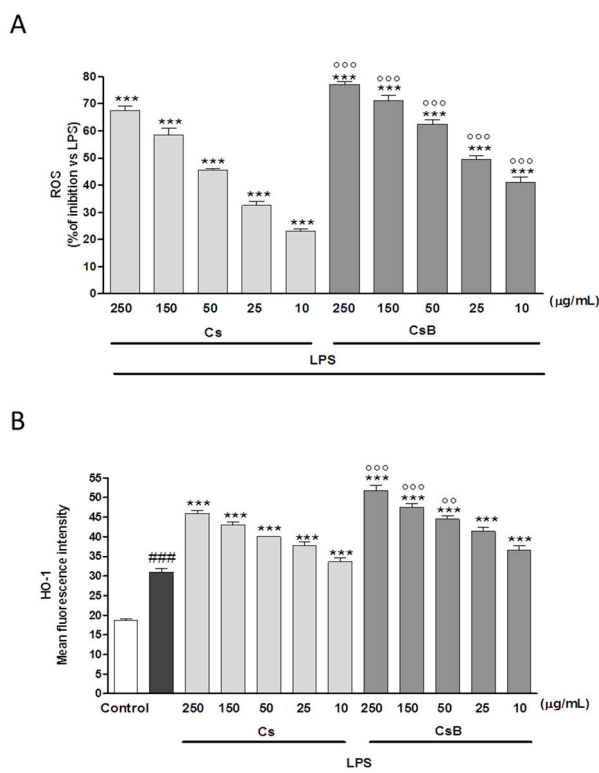 A
ROS
(% of inibition vs LPS)
80
70
60
50
40
30
20
10
0
*** *** *** *** ***
°°° °°° °°° °°° °°°
*** *** *** *** ***
250 150 50 25 10 250 150 50 25 10 (µg/mL)
Cs CsB
LPS
B
HO-1
Mean fluorescence intensity
55
50
45
40
35
30
25
20
15
10
5
0
###
*** *** *** *** ***
°°° °°° °°
*** *** *** *** ***
Control 250 150 50 25 10 250 150 50 25 10 (µg/mL)
Cs CsB
LPS